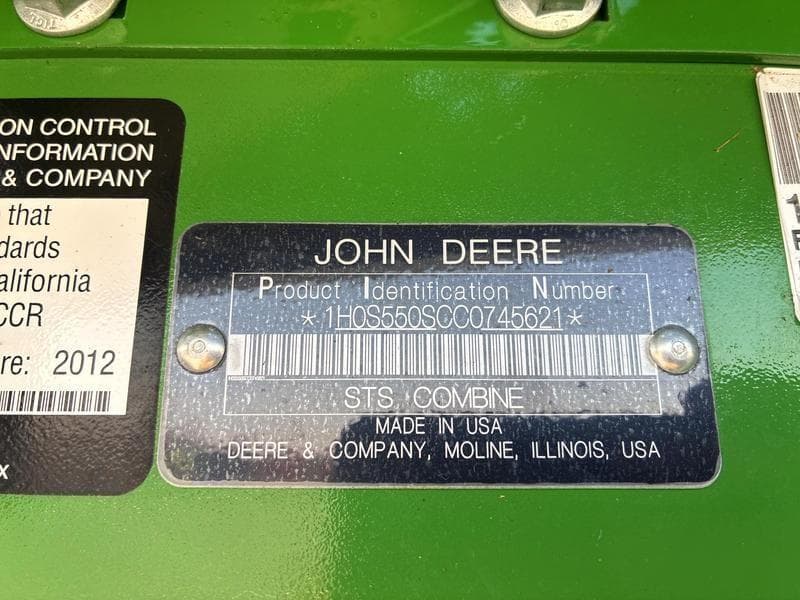 ON CONTROL
NFORMATION
& COMPANY
that
dards
alifornia
CCR
re: 2012
x
JOHN DEERE
Product Identification Number
*1H0S550SCC0745621*
STS COMBINE
MADE IN USA
DEERE & COMPANY, MOLINE, ILLINOIS, USA